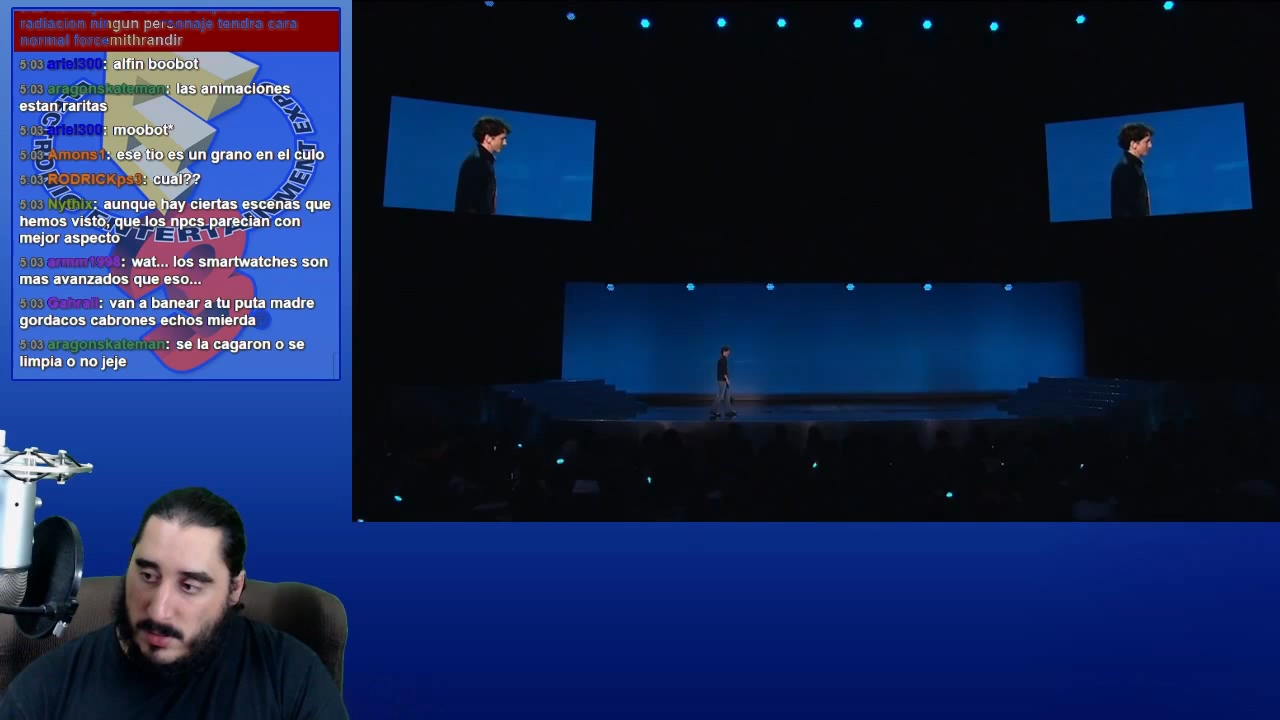 radiacion ningun personaje tendra cara
normal forcemithrandir
5:03 ariel300: alfin boobot
5:03 aragonskateman: las animaciones
estan raritas
5:03 ariel300: moobot*
5:03 Amons1: ese tio es un grano en el culo
5:03 RODRICKps3: cual??
5:03 Nythix: aunque hay ciertas escenas que
hemos visto, que los npcs parecian con
mejor aspecto
5:03 armm1998: wat... los smartwatches son
mas avanzados que eso...
5:03 Gahrall: van a banear a tu puta madre
gordacos cabrones echos mierda
5:03 aragonskateman: se la cagaron o se
limpia o no jeje